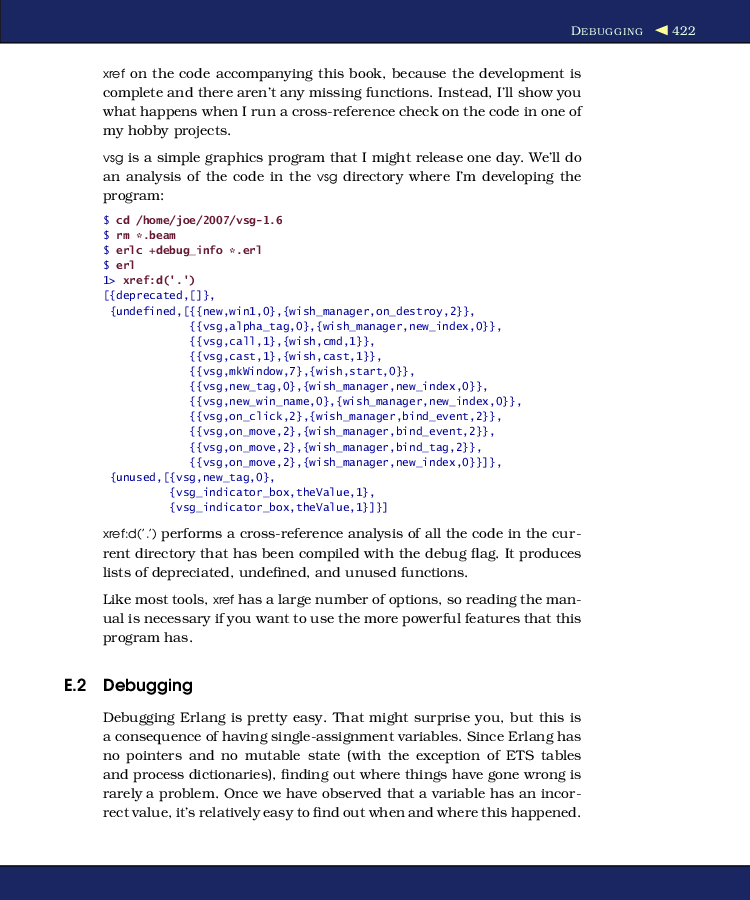 DEBUGGING ◀ 422
xref on the code accompanying this book, because the development is
complete and there aren't any missing functions. Instead, I'll show you
what happens when I run a cross-reference check on the code in one of
my hobby projects.
vsg is a simple graphics program that I might release one day. We'll do
an analysis of the code in the vsg directory where I'm developing the
program:
$ cd /home/joe/2007/vsg-1.6
$ rm *.beam
$ erlc +debug_info *.erl
$ erl
1> xref:d('.')
[{deprecated,[]},
{undefined,[{{new,win1,0},{wish_manager,on_destroy,2}},
{{vsg,alpha_tag,0},{wish_manager,new_index,0}},
{{vsg,call,1},{wish,cmd,1}},
{{vsg,cast,1},{wish,cast,1}},
{{vsg,mkWindow,7},{wish,start,0}},
{{vsg,new_tag,0},{wish_manager,new_index,0}},
{{vsg,new_win_name,0},{wish_manager,new_index,0}},
{{vsg,on_click,2},{wish_manager,bind_event,2}},
{{vsg,on_move,2},{wish_manager,bind_event,2}},
{{vsg,on_move,2},{wish_manager,bind_tag,2}},
{{vsg,on_move,2},{wish_manager,new_index,0}}]},
{unused,[{vsg,new_tag,0},
{vsg_indicator_box,theValue,1},
{vsg_indicator_box,theValue,1}]}]
xref:d('.') performs a cross-reference analysis of all the code in the cur-
rent directory that has been compiled with the debug flag. It produces
lists of depreciated, undefined, and unused functions.
Like most tools, xref has a large number of options, so reading the man-
ual is necessary if you want to use the more powerful features that this
program has.
E.2 Debugging
Debugging Erlang is pretty easy. That might surprise you, but this is
a consequence of having single-assignment variables. Since Erlang has
no pointers and no mutable state (with the exception of ETS tables
and process dictionaries), finding out where things have gone wrong is
rarely a problem. Once we have observed that a variable has an incor-
rect value, it's relatively easy to find out when and where this happened.